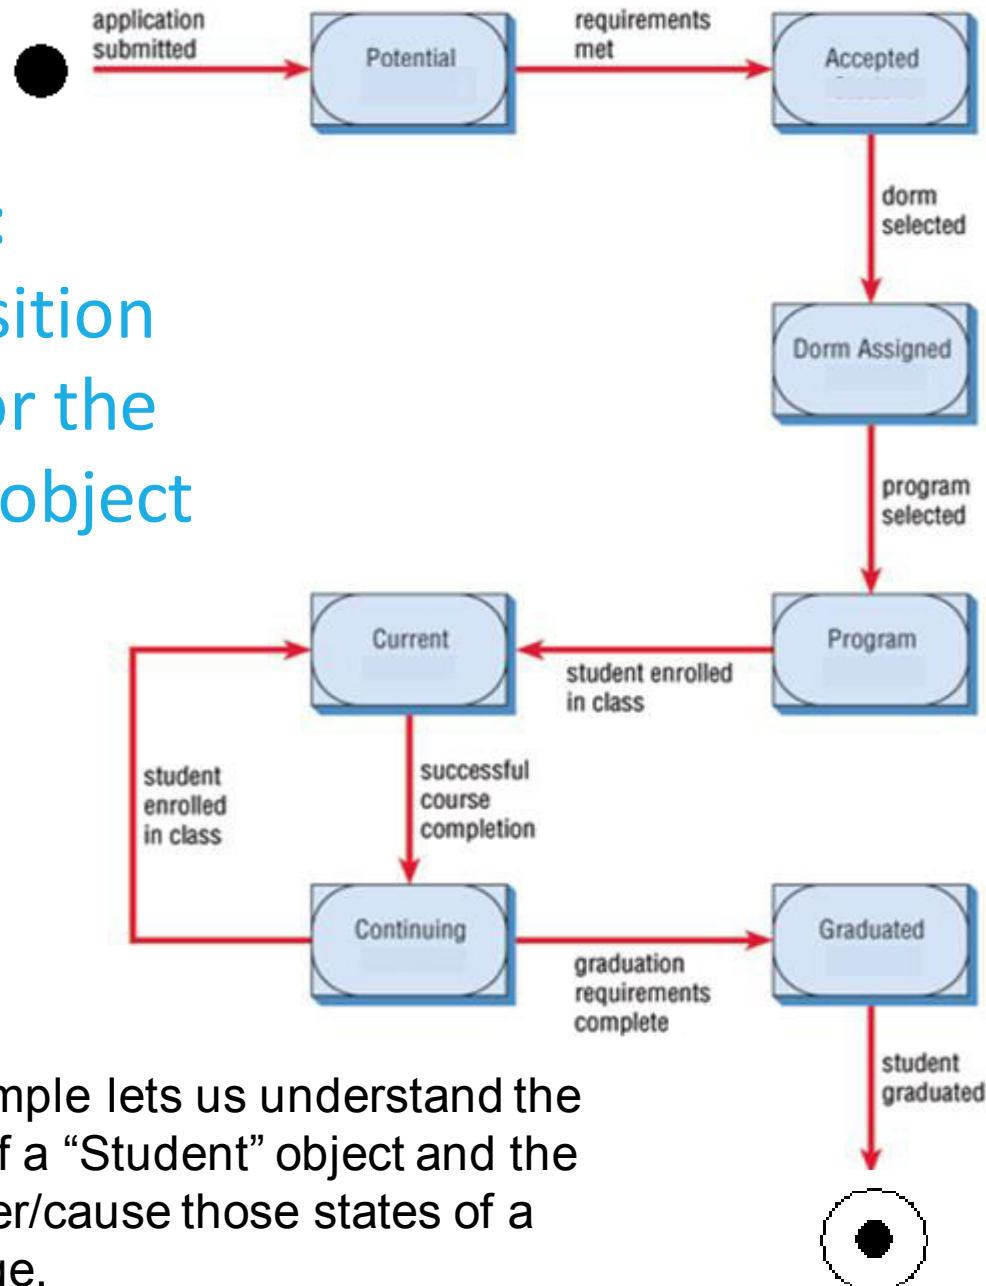 application
submitted
Potential
requirements
met
Accepted
dorm
selected
:
sition
or the
object
Dorm Assigned
program
selected
Current
student enrolled
in class
Program
student
enrolled
in class
successful
course
completion
Continuing
graduation
requirements
complete
Graduated
student
graduated
mple lets us understand the
f a “Student” object and the
er/cause those states of a
ge.